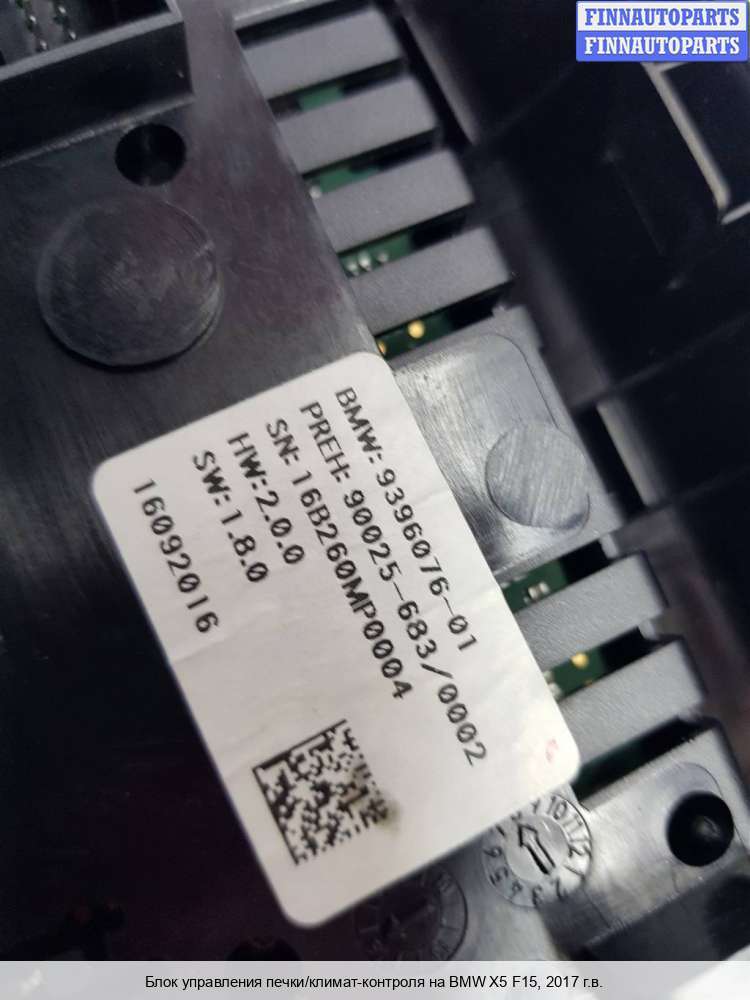 FINNAUTOPARTS
FINNAUTOPARTS
BMW: 9396076-01
PREH: 90025-683/0002
SN: 16B260MP0004
HW:2.0.0
SW:1.8.0
16092016
Блок управления печки/климат-контроля на BMW X5 F15, 2017 г.в.